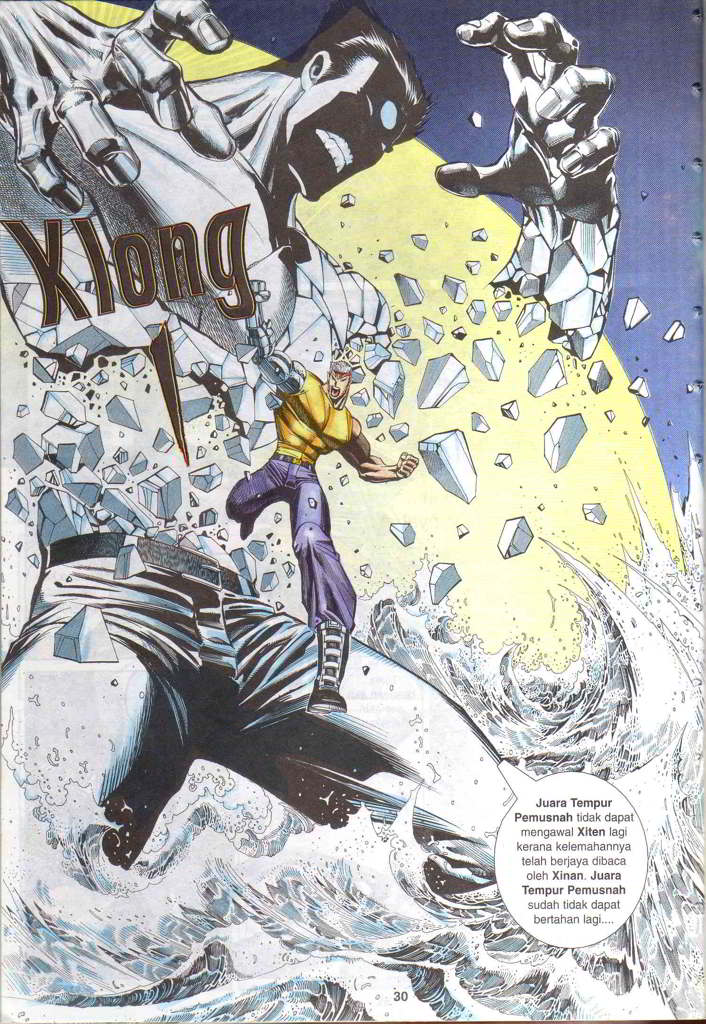 Klong
!
Juara Tempur
Pemusnah tidak dapat
mengawal Xiten lagi
kerana kelemahannya
telah berjaya dibaca
oleh Xinan. Juara
Tempur Pemusnah
sudah tidak dapat
bertahan lagi....
30